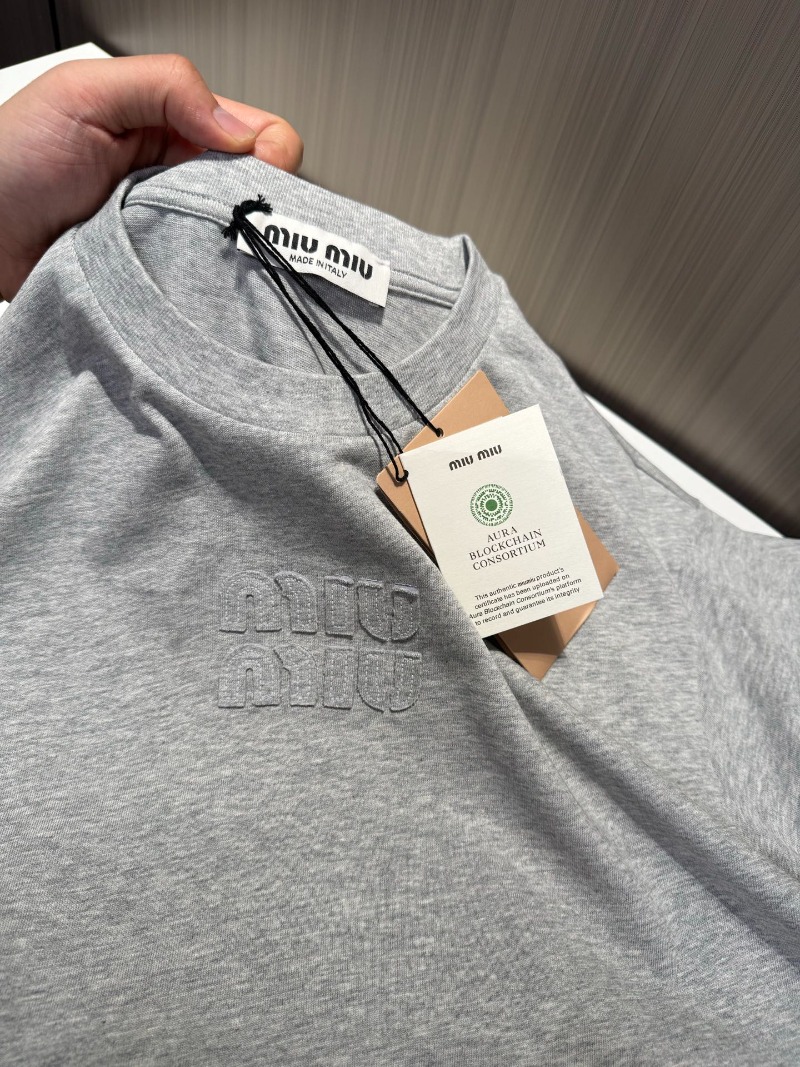 miu miu
MADE IN ITALY
miu miu
AURA
BLOCKCHAIN
CONSORTIUM
This authentic miu miu product's
certificate has been uploaded on
Aura Blockchain Consortium's platform
to record and guarantee its integrity
miu
miu